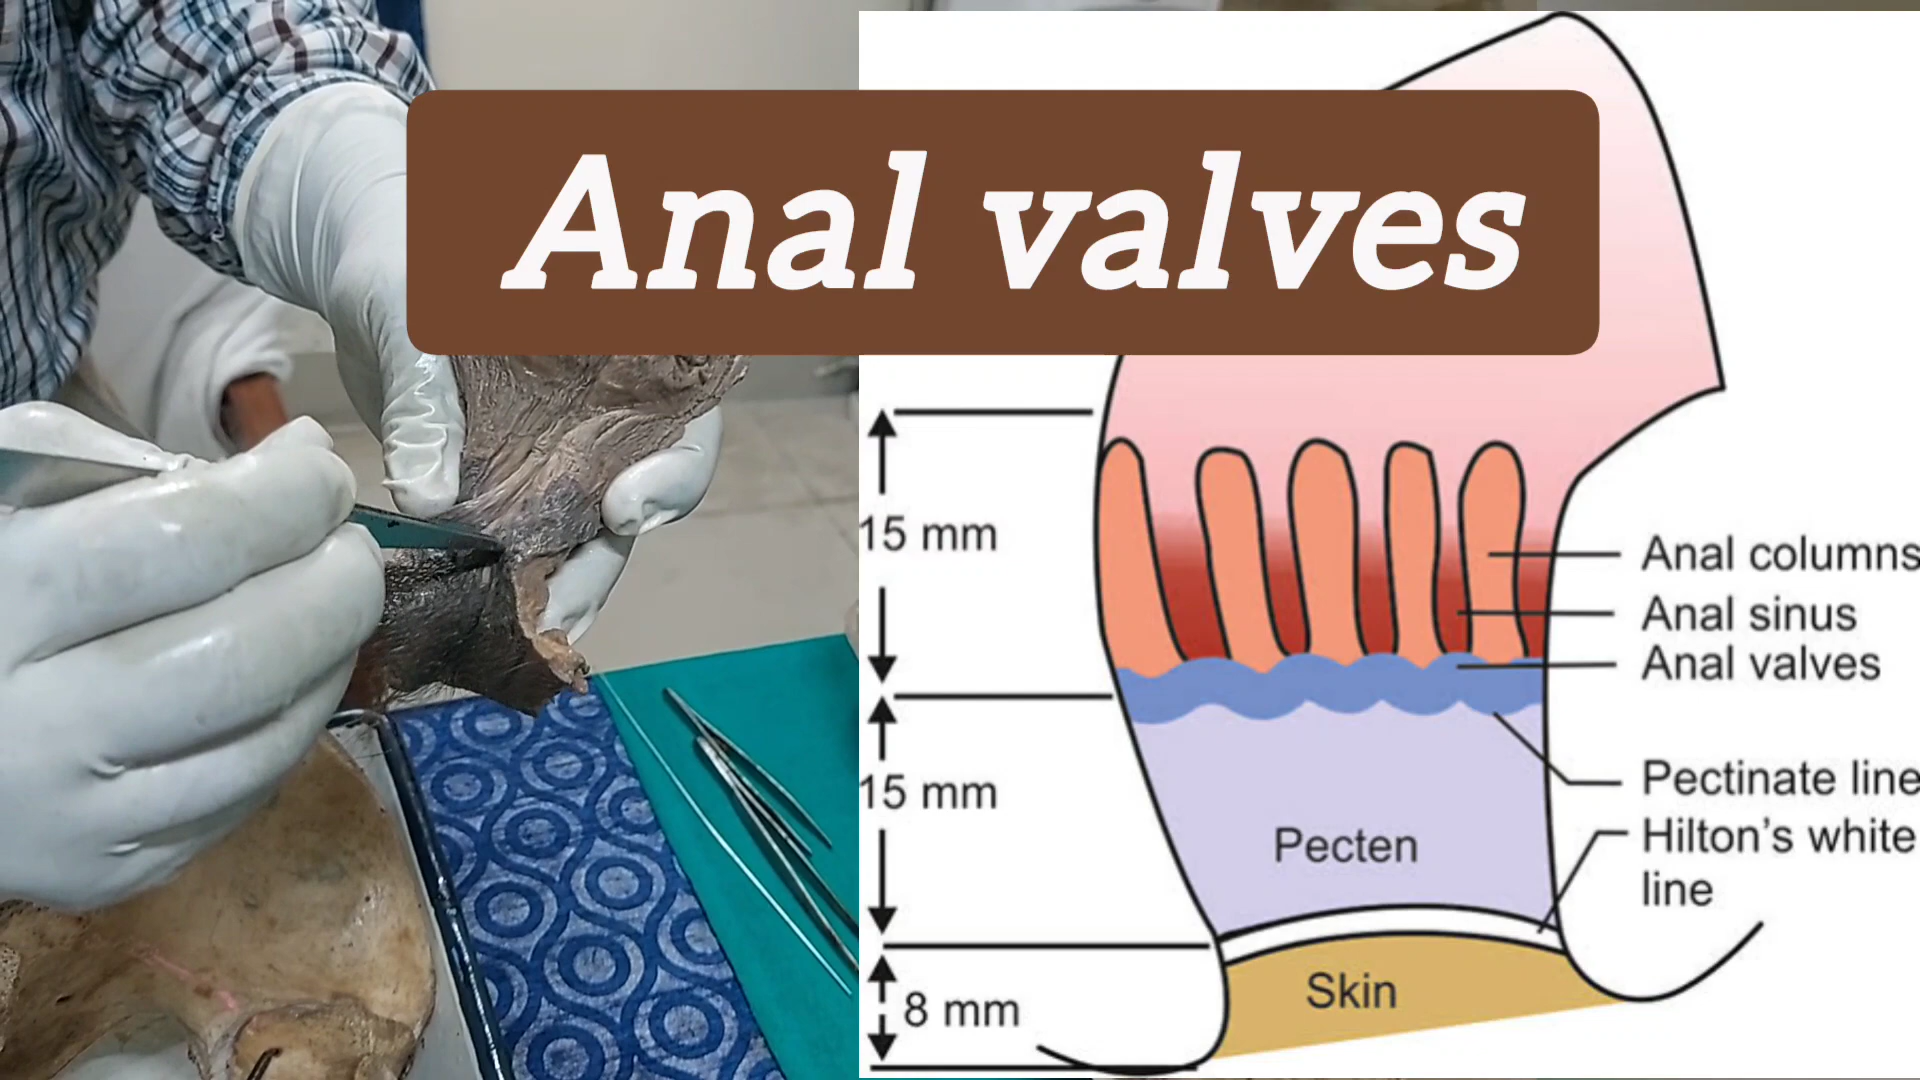 Anal valves
15 mm
Anal columns
Anal sinus
Anal valves
15 mm
Pectinate line
Hilton's white
line
Pecten
Skin
8 mm